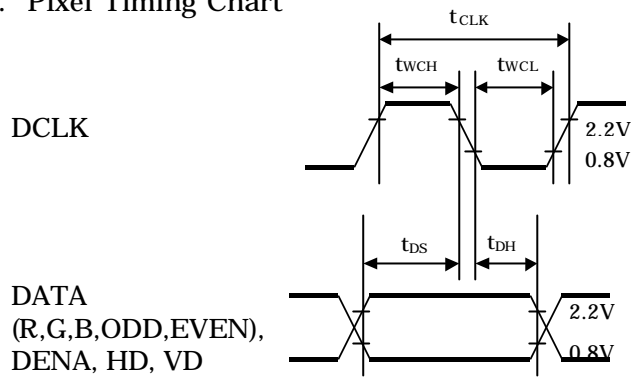 . Pixel Timing Chart
tCLK
tWCH tWCL
DCLK
2.2V
0.8V
tDS tDH
DATA
(R,G,B,ODD,EVEN),
DENA, HD, VD
2.2V
0.8V